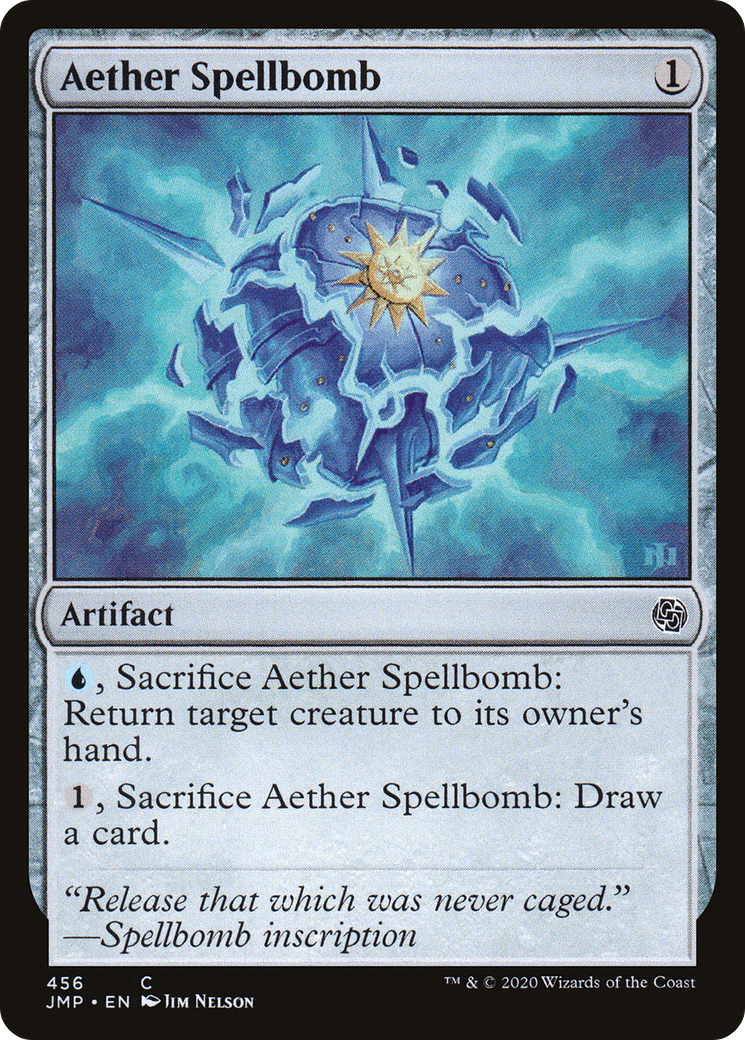 Aether Spellbomb 1
Artifact
, Sacrifice Aether Spellbomb:
Return target creature to its owner's
hand.
1, Sacrifice Aether Spellbomb: Draw
a card.
“Release that which was never caged.”
—Spellbomb inscription
456 C ™ & © 2020 Wizards of the Coast
JMP • EN Jim Nelson